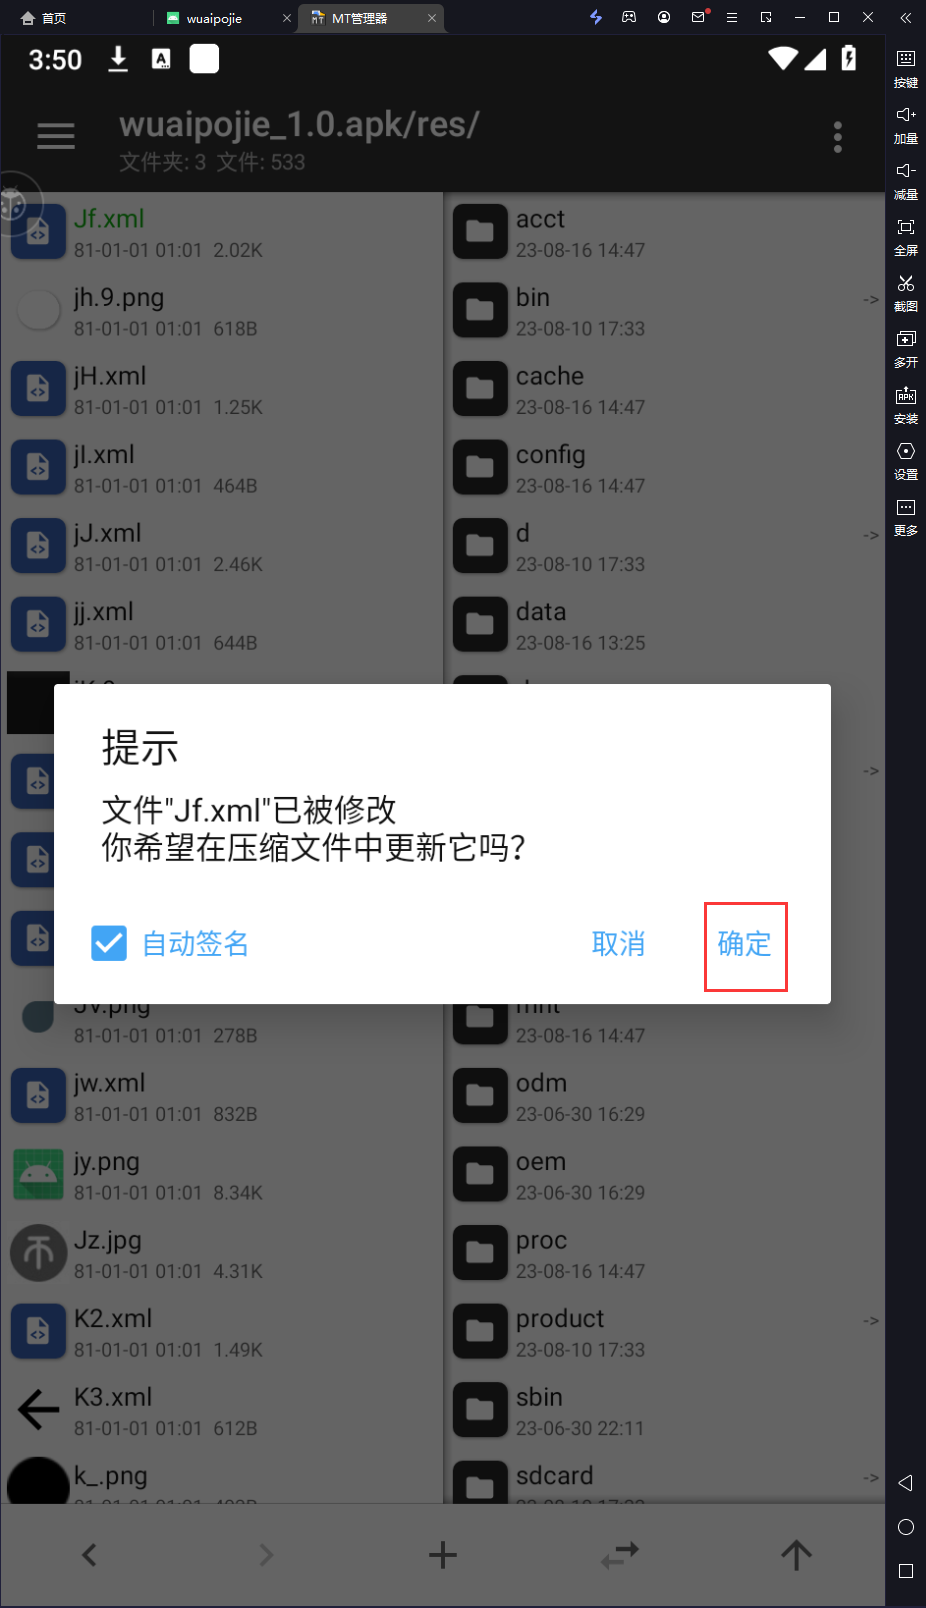 首页
wuaipojie
MT管理器
3:50
A
wuaipojie_1.0.apk/res/
文件夹: 3 文件: 533
Jf.xml
81-01-01 01:01 2.02K
jh.9.png
81-01-01 01:01 618B
jH.xml
81-01-01 01:01 1.25K
jI.xml
81-01-01 01:01 464B
jJ.xml
81-01-01 01:01 2.46K
jj.xml
81-01-01 01:01 644B
acct
23-08-16 14:47
bin
->
23-08-10 17:33
cache
23-08-16 14:47
config
23-08-16 14:47
d
->
23-08-10 17:33
data
23-08-16 13:25
->
提示
文件"Jf.xml"已被修改
你希望在压缩文件中更新它吗?
自动签名
取消
确定
81-01-01 01:01 278B
jw.xml
81-01-01 01:01 832B
jy.png
81-01-01 01:01 8.34K
Jz.jpg
81-01-01 01:01 4.31K
K2.xml
81-01-01 01:01 1.49K
K3.xml
81-01-01 01:01 612B
k_.png
mnt
23-08-16 14:47
odm
23-06-30 16:29
oem
23-06-30 16:29
proc
23-08-16 14:47
product
->
23-08-10 17:33
sbin
23-06-30 22:11
sdcard
->
按键
加量
减量
全屏
截图
多开
APK
安装
设置
更多